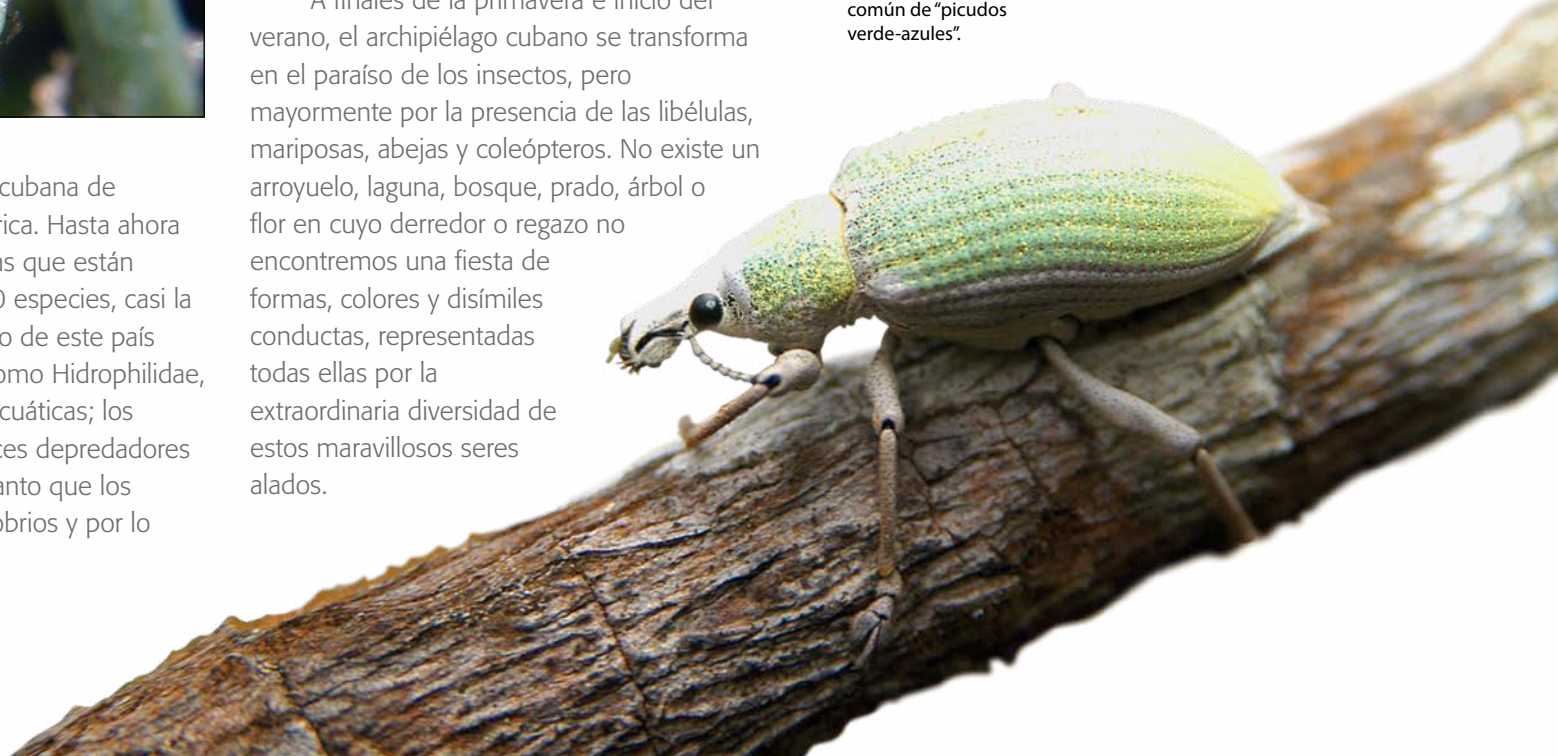 cubana de
rica. Hasta ahora
as que están
0 especies, casi la
o de este país
omo Hidrophilidae,
cuáticas; los
ces depredadores
anto que los
obrios y por lo
A finales de la primavera e inicio del
verano, el archipiélago cubano se transforma
en el paraíso de los insectos, pero
mayormente por la presencia de las libélulas,
mariposas, abejas y coleópteros. No existe un
arroyuelo, laguna, bosque, prado, árbol o
flor en cuyo derredor o regazo no
encontremos una fiesta de
formas, colores y disímiles
conductas, representadas
todas ellas por la
extraordinaria diversidad de
estos maravillosos seres
alados.
común de “picudos
verde-azules”.